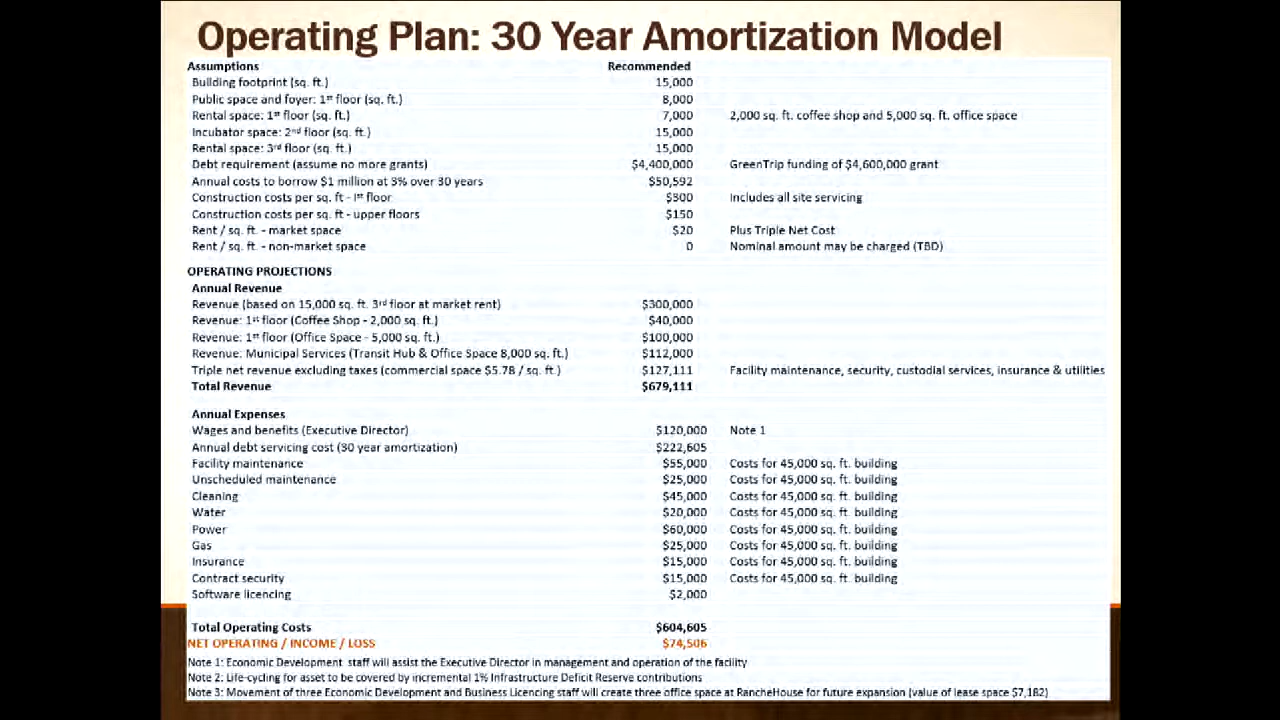 Operating Plan: 30 Year Amortization Model
Assumptions Recommended
Building footprint (sq. ft.) 15,000
Public space and foyer: 1st floor (sq. ft.) 8,000
Rental space: 1st floor (sq. ft.) 7,000 2,000 sq. ft. coffee shop and 5,000 sq. ft. office space
Incubator space: 2nd floor (sq. ft.) 15,000
Rental space: 3rd floor (sq. ft.) 15,000
Debt requirement (assume no more grants) $4,400,000 GreenTrip funding of $4,600,000 grant
Annual costs to borrow $1 million at 3% over 30 years $50,592
Construction costs per sq. ft - Ist floor $300 Includes all site servicing
Construction costs per sq. ft - upper floors $150
Rent / sq. ft. - market space $20 Plus Triple Net Cost
Rent / sq. ft. - non-market space 0 Nominal amount may be charged (TBD)
OPERATING PROJECTIONS
Annual Revenue
Revenue (based on 15,000 sq. ft. 3rd floor at market rent) $300,000
Revenue: 1st floor (Coffee Shop - 2,000 sq. ft.) $40,000
Revenue: 1st floor (Office Space - 5,000 sq. ft.) $100,000
Revenue: Municipal Services (Transit Hub & Office Space 8,000 sq. ft.) $112,000
Triple net revenue excluding taxes (commercial space $5.78 / sq. ft.) $127,111 Facility maintenance, security, custodial services, insurance & utilities
Total Revenue $679,111
Annual Expenses
Wages and benefits (Executive Director) $120,000 Note 1
Annual debt servicing cost (30 year amortization) $222,605
Facility maintenance $55,000 Costs for 45,000 sq. ft. building
Unscheduled maintenance $25,000 Costs for 45,000 sq. ft. building
Cleaning $45,000 Costs for 45,000 sq. ft. building
Water $20,000 Costs for 45,000 sq. ft. building
Power $60,000 Costs for 45,000 sq. ft. building
Gas $25,000 Costs for 45,000 sq. ft. building
Insurance $15,000 Costs for 45,000 sq. ft. building
Contract security $15,000 Costs for 45,000 sq. ft. building
Software licencing $2,000
Total Operating Costs $604,605
NET OPERATING / INCOME / LOSS $74,506
Note 1: Economic Development staff will assist the Executive Director in management and operation of the facility
Note 2: Life-cycling for asset to be covered by incremental 1% Infrastructure Deficit Reserve contributions
Note 3: Movement of three Economic Development and Business Licencing staff will create three office space at RancheHouse for future expansion (value of lease space $7,182)